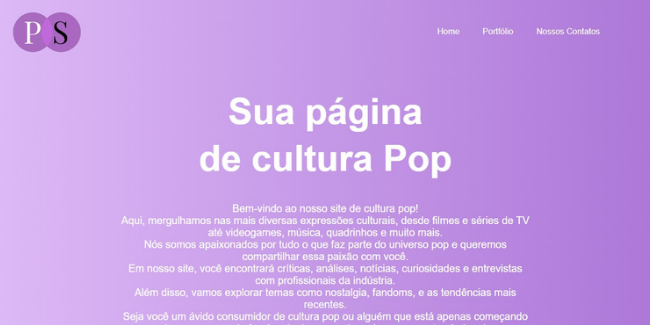 P S
Home Portfólio Nossos Contatos
Sua página
de cultura Pop
Bem-vindo ao nosso site de cultura pop!
Aqui, mergulhamos nas mais diversas expressões culturais, desde filmes e séries de TV
até videogames, música, quadrinhos e muito mais.
Nós somos apaixonados por tudo o que faz parte do universo pop e queremos
compartilhar essa paixão com você.
Em nosso site, você encontrará críticas, análises, notícias, curiosidades e entrevistas
com profissionais da indústria.
Além disso, vamos explorar temas como nostalgia, fandoms, e as tendências mais
recentes.
Seja você um ávido consumidor de cultura pop ou alguém que está apenas começando